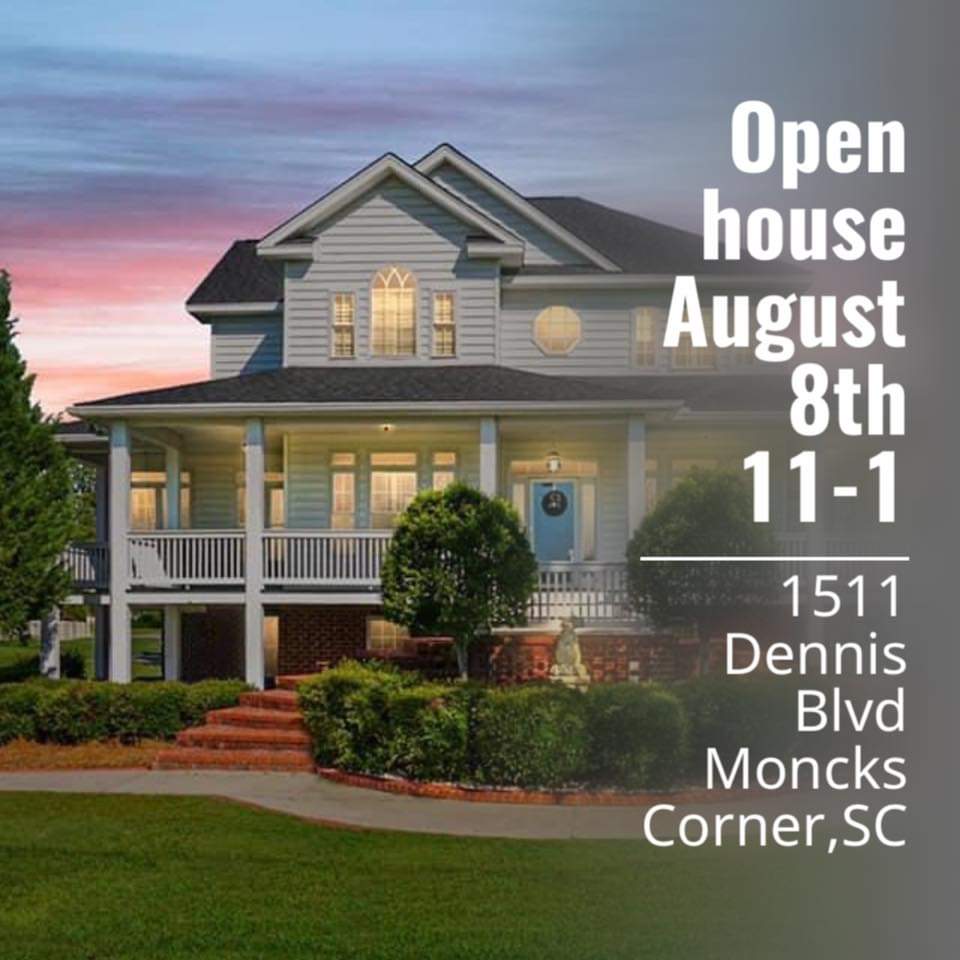 Open
house
August
8th
11-1
1511
Dennis
Blvd
Moncks
Corner,SC